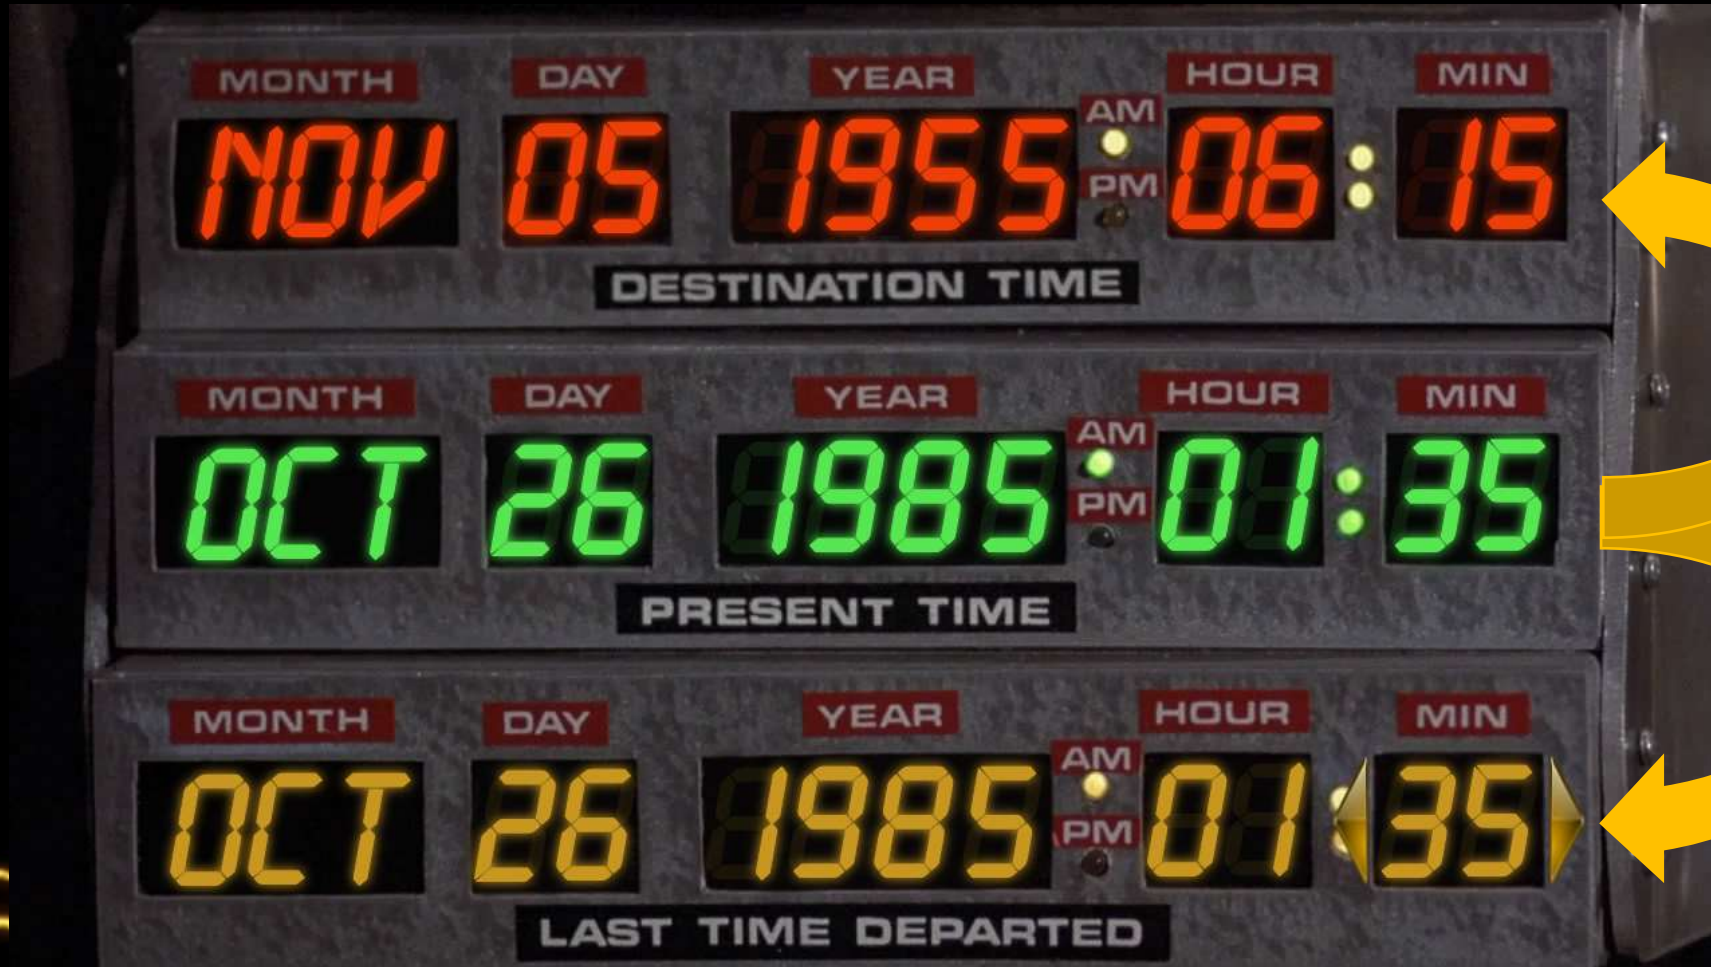 MONTH DAY YEAR HOUR MIN
NOV 05 1955 AM PM 06:15
DESTINATION TIME
MONTH DAY YEAR HOUR MIN
OCT 26 1985 AM PM 01:35
PRESENT TIME
MONTH DAY YEAR HOUR MIN
OCT 26 1985 AM PM 01:35
LAST TIME DEPARTED